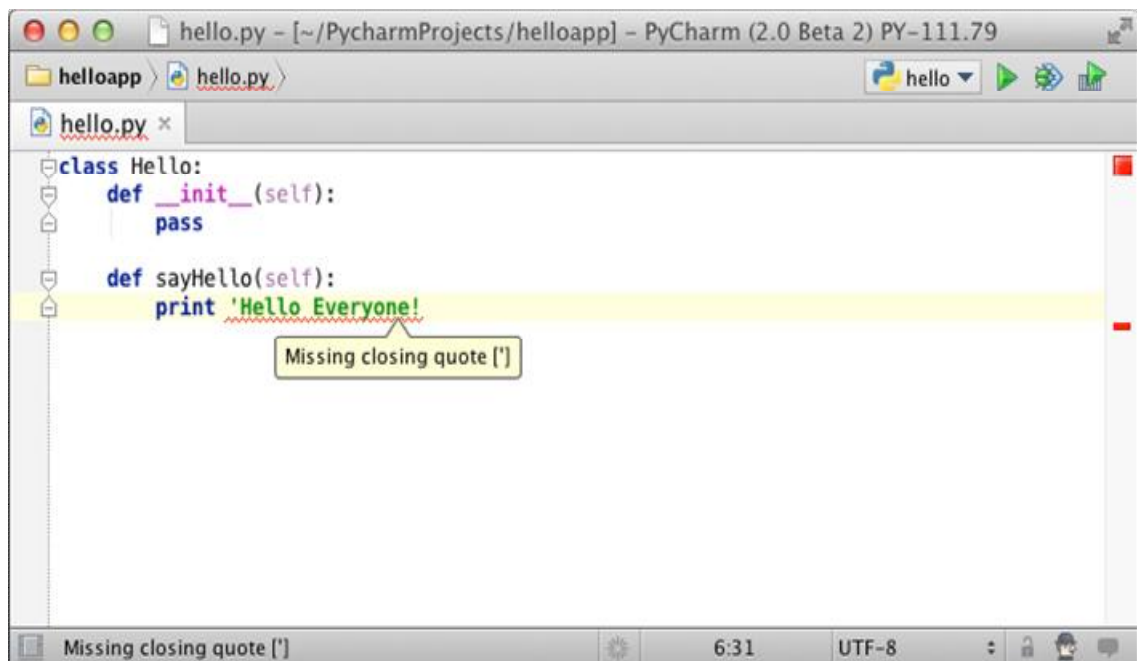 hello.py – [~/PycharmProjects/helloapp] – PyCharm (2.0 Beta 2) PY-111.79
helloapp hello.py hello
hello.py
class Hello:
    def __init__(self):
        pass
    def sayHello(self):
        print 'Hello Everyone!
Missing closing quote [']
Missing closing quote ['] 6:31 UTF-8